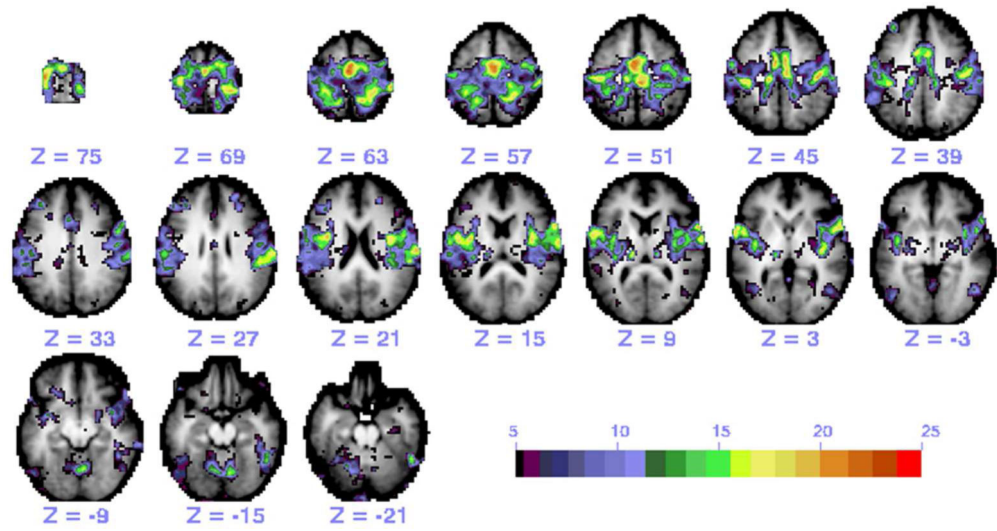 Z = 75 Z = 69 Z = 63 Z = 57 Z = 51 Z = 45 Z = 39
Z = 33 Z = 27 Z = 21 Z = 15 Z = 9 Z = 3 Z = -3
5 10 15 20 25
Z = -9 Z = -15 Z = -21